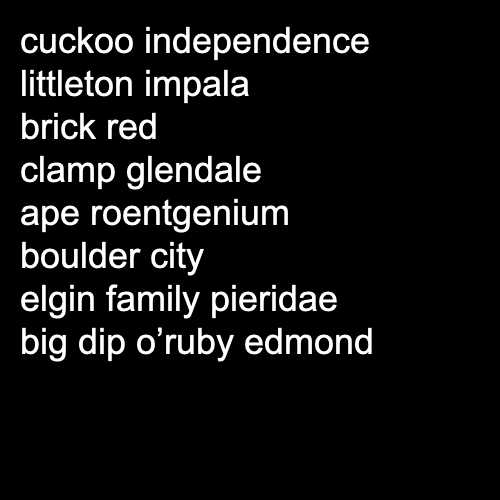 cuckoo independence
littleton impala
brick red
clamp glendale
ape roentgenium
boulder city
elgin family pieridae
big dip o’ruby edmond